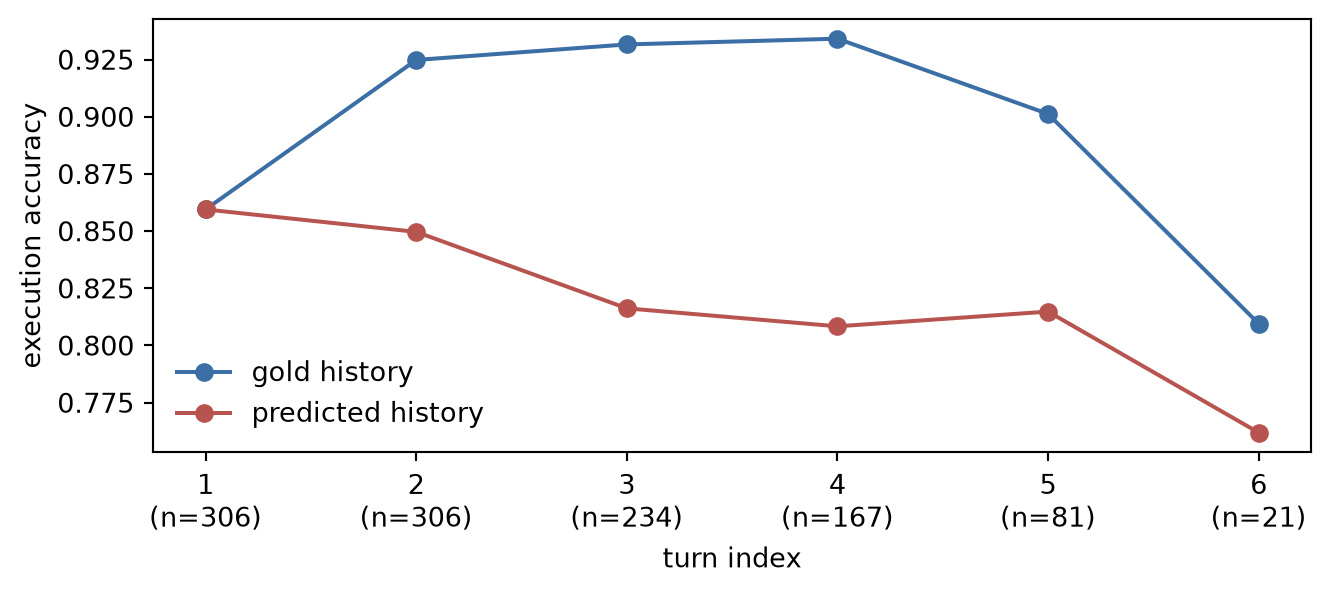 execution accuracy
0.925
0.900
0.875
0.850
0.825
0.800
0.775
gold history
predicted history
1 2 3 4 5 6
(n=306) (n=306) (n=234) (n=167) (n=81) (n=21)
turn index